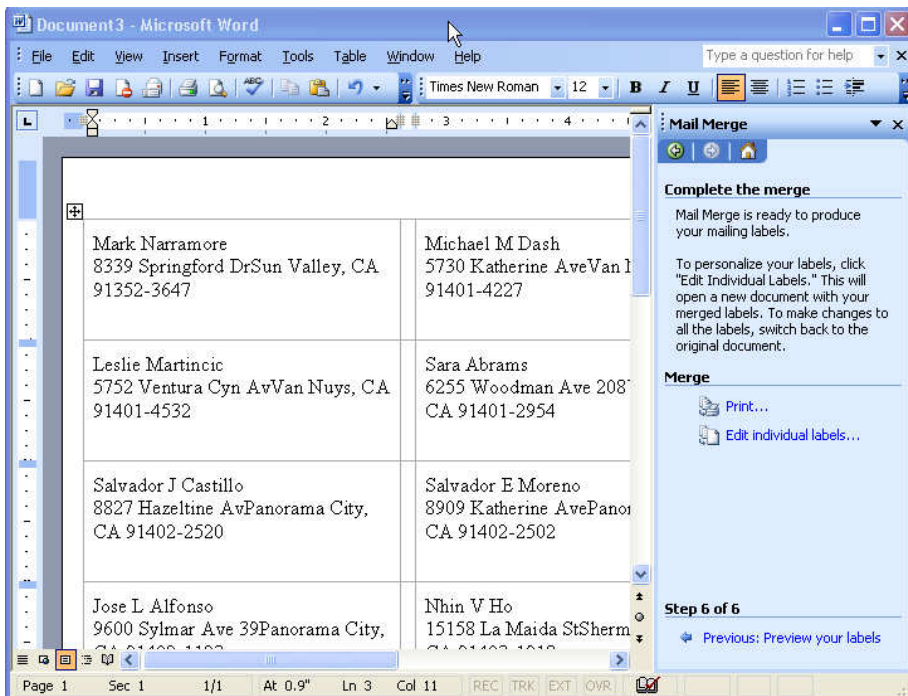 Document3 - Microsoft Word
File Edit View Insert Format Tools Table Window Help Type a question for help
Times New Roman 12 B I U
1 2 3 4
Mail Merge
Complete the merge
Mail Merge is ready to produce
your mailing labels.
To personalize your labels, click
"Edit Individual Labels." This will
open a new document with your
merged labels. To make changes to
all the labels, switch back to the
original document.
Merge
Print...
Edit individual labels...
Step 6 of 6
Previous: Preview your labels
Mark Narramore
8339 Springford DrSun Valley, CA
91352-3647
Michael M Dash
5730 Katherine AveVan
91401-4227
Leslie Martincic
5752 Ventura Cyn AvVan Nuys, CA
91401-4532
Sara Abrams
6255 Woodman Ave 208
CA 91401-2954
Salvador J Castillo
8827 Hazeltine AvPanorama City,
CA 91402-2520
Salvador E Moreno
8909 Katherine AvePanor
CA 91402-2502
Jose L Alfonso
9600 Sylmar Ave 39Panorama City,
Nhin V Ho
15158 La Maida StSherm
Page 1 Sec 1 1/1 At 0.9" Ln 3 Col 11 REC TRK EXT OVR